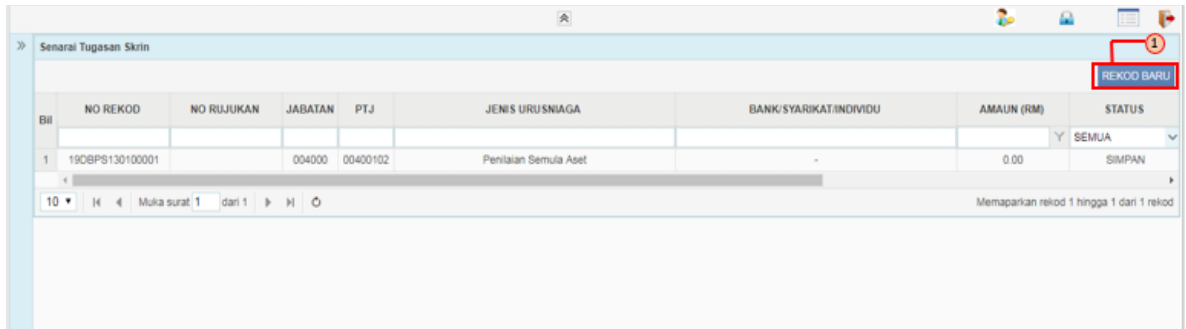 Senarai Tugasan Skrin
1
REKOD BARU
Bil NO REKOD NO RUJUKAN JABATAN PTJ JENIS URUSNIAGA BANK/SYARIKAT/INDIVIDU AMAUN (RM) STATUS
SEMUA
1 19DBPS130100001 004000 00400102 Penilaian Semula Aset - 0.00 SIMPAN
10 Muka surat 1 dari 1 Memaparkan rekod 1 hingga 1 dari 1 rekod